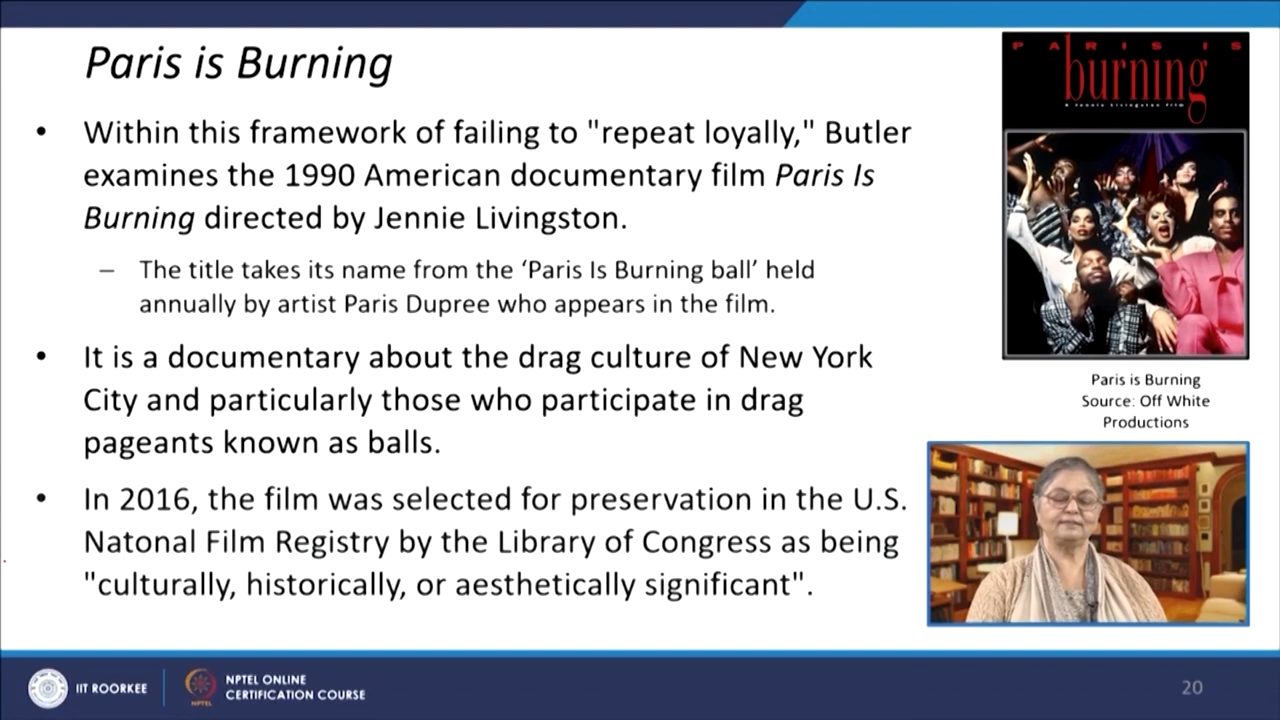 Paris is Burning
• Within this framework of failing to "repeat loyally," Butler
examines the 1990 American documentary film Paris Is
Burning directed by Jennie Livingston.
– The title takes its name from the ‘Paris Is Burning ball’ held
annually by artist Paris Dupree who appears in the film.
• It is a documentary about the drag culture of New York
City and particularly those who participate in drag
pageants known as balls.
• In 2016, the film was selected for preservation in the U.S.
Natonal Film Registry by the Library of Congress as being
"culturally, historically, or aesthetically significant".
PARIS IS
burning
a Jennie Livingston film
Paris is Burning
Source: Off White
Productions
IIT ROORKEE
NPTEL
NPTEL ONLINE
CERTIFICATION COURSE
20